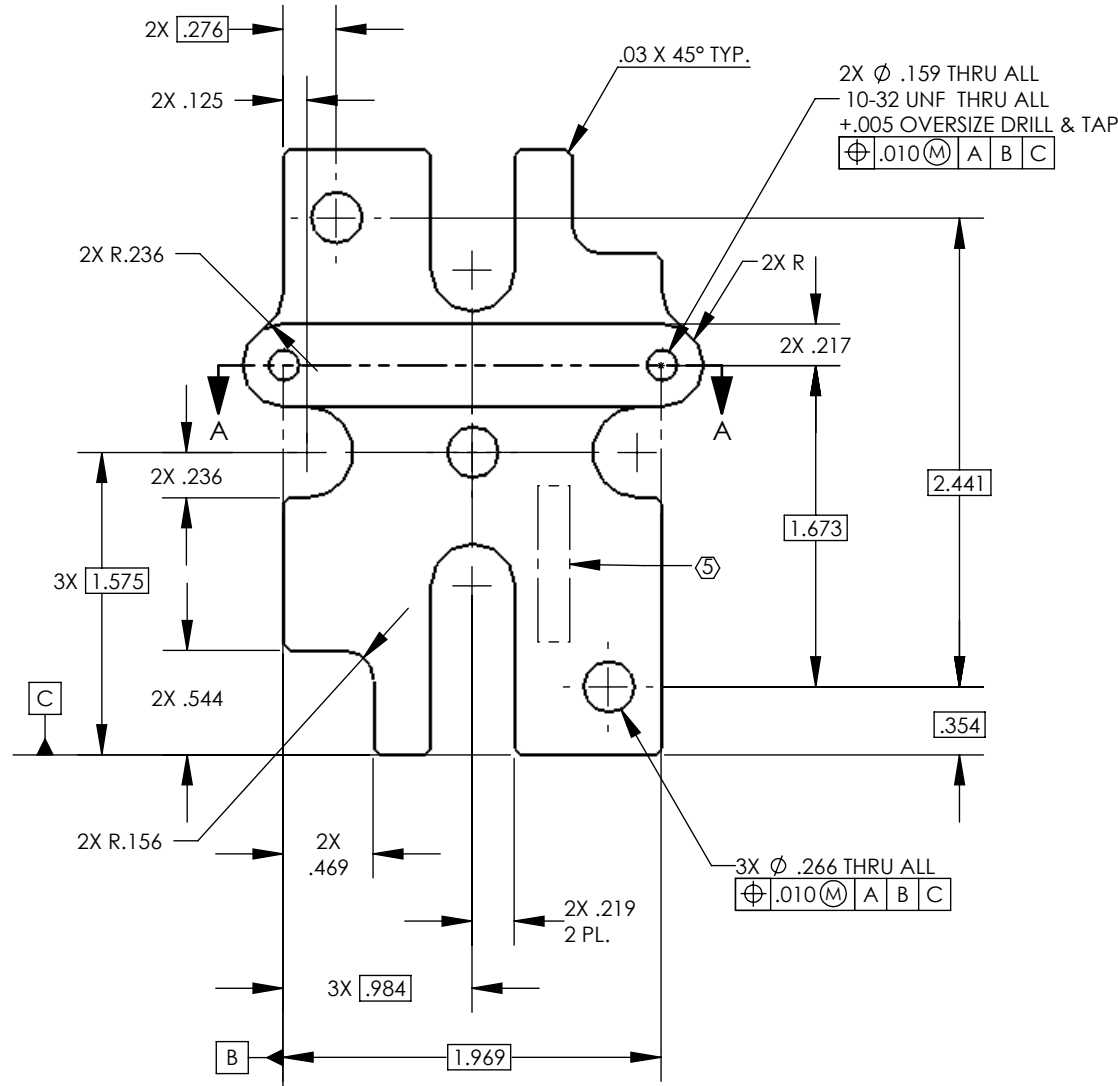 2X .276
.03 X 45° TYP.
2X Ø .159 THRU ALL
10-32 UNF THRU ALL
+.005 OVERSIZE DRILL & TAP
⌖ .010 Ⓜ A B C
2X .125
2X R.236
2X R
2X .217
A
A
2X .236
2.441
1.673
3X 1.575
5
2X .544
C
.354
2X R.156
2X
.469
3X Ø .266 THRU ALL
⌖ .010 Ⓜ A B C
2X .219
2 PL.
3X .984
B
1.969